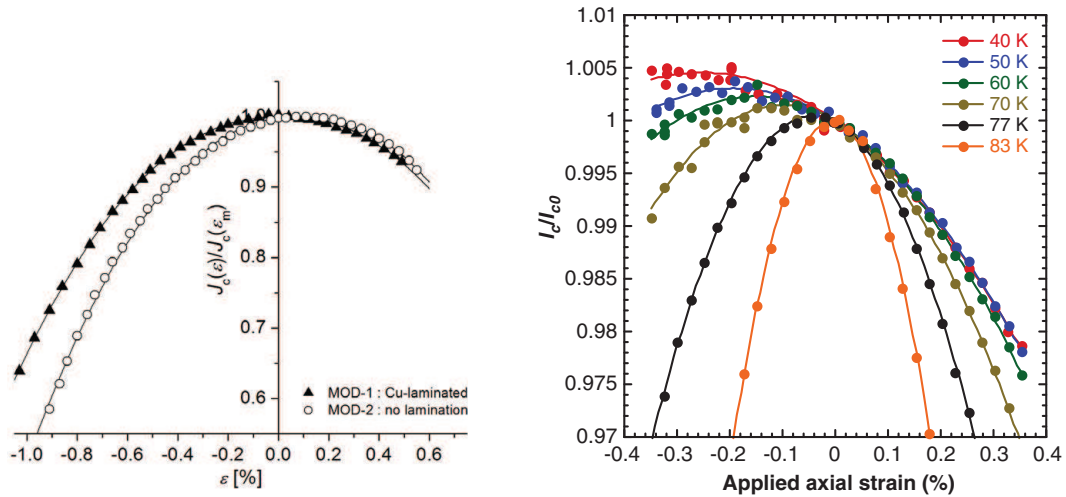 1.0
0.9
0.8
0.7
0.6
J_c(ε)/J_c(ε_m)
▲ MOD-1 : Cu-laminated
○ MOD-2 : no lamination
-1.0 -0.8 -0.6 -0.4 -0.2 0.0 0.2 0.4 0.6
ε [%]
1.01
1.005
1
0.995
0.99
0.985
0.98
0.975
0.97
I_c/I_c0
40 K
50 K
60 K
70 K
77 K
83 K
-0.4 -0.3 -0.2 -0.1 0 0.1 0.2 0.3 0.4
Applied axial strain (%)